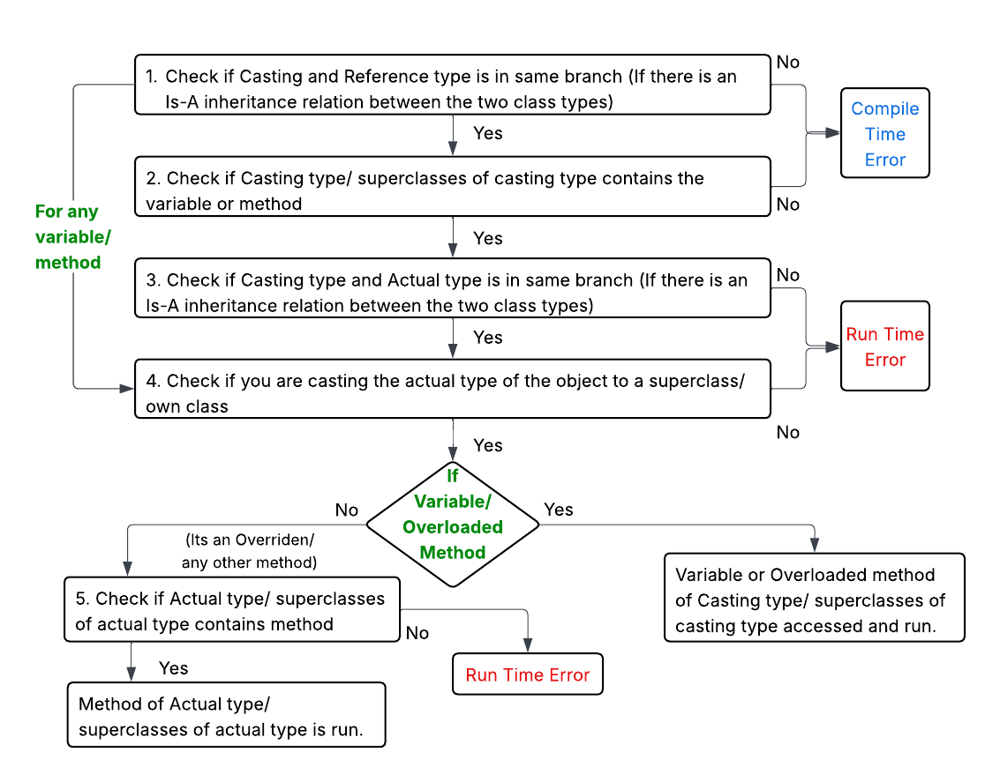 1. Check if Casting and Reference type is in same branch (If there is an
Is-A inheritance relation between the two class types)
No
Compile
Time
Error
Yes
2. Check if Casting type/ superclasses of casting type contains the
variable or method
No
For any
variable/
method
Yes
3. Check if Casting type and Actual type is in same branch (If there is an
Is-A inheritance relation between the two class types)
No
Run Time
Error
Yes
4. Check if you are casting the actual type of the object to a superclass/
own class
No
Yes
If
Variable/
Overloaded
Method
No
Yes
(Its an Overriden/
any other method)
Variable or Overloaded method
of Casting type/ superclasses of
casting type accessed and run.
5. Check if Actual type/ superclasses
of actual type contains method
No
Run Time Error
Yes
Method of Actual type/
superclasses of actual type is run.